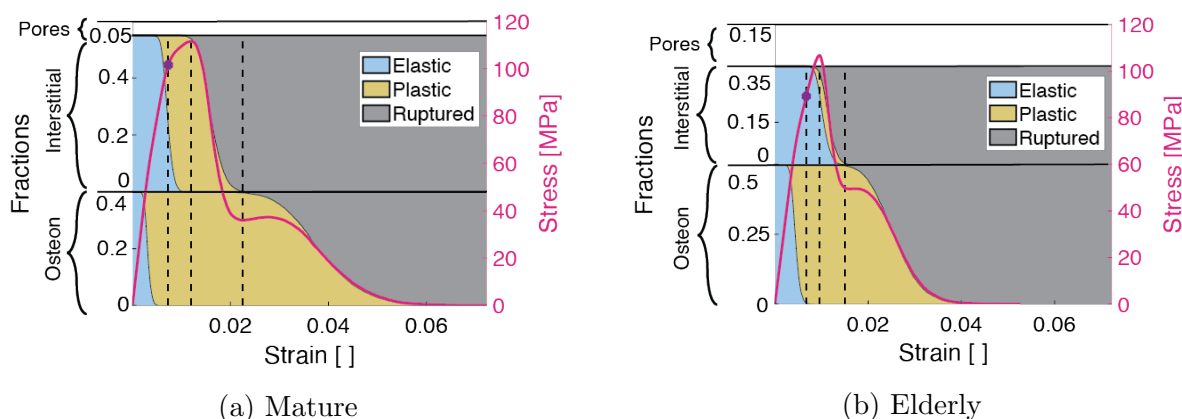 Pores
0.05
0.4
0.2
0
Interstitial
Fractions
0.4
0.2
0
Osteon
Elastic
Plastic
Ruptured
120
100
80
60
40
20
0
Stress [MPa]
0.02 0.04 0.06
Strain [ ]
(a) Mature
Pores
0.15
0.35
0.15
0
Interstitial
Fractions
0.5
0.25
0
Osteon
Elastic
Plastic
Ruptured
120
100
80
60
40
20
0
Stress [MPa]
0.02 0.04 0.06
Strain [ ]
(b) Elderly